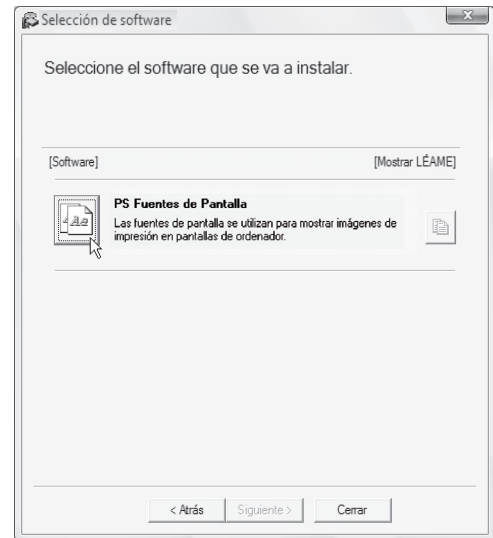 Selección de software
Seleccione el software que se va a instalar.
[Software] [Mostrar LÉAME]
PS Fuentes de Pantalla
Las fuentes de pantalla se utilizan para mostrar imágenes de
impresión en pantallas de ordenador.
< Atrás Siguiente > Cerrar